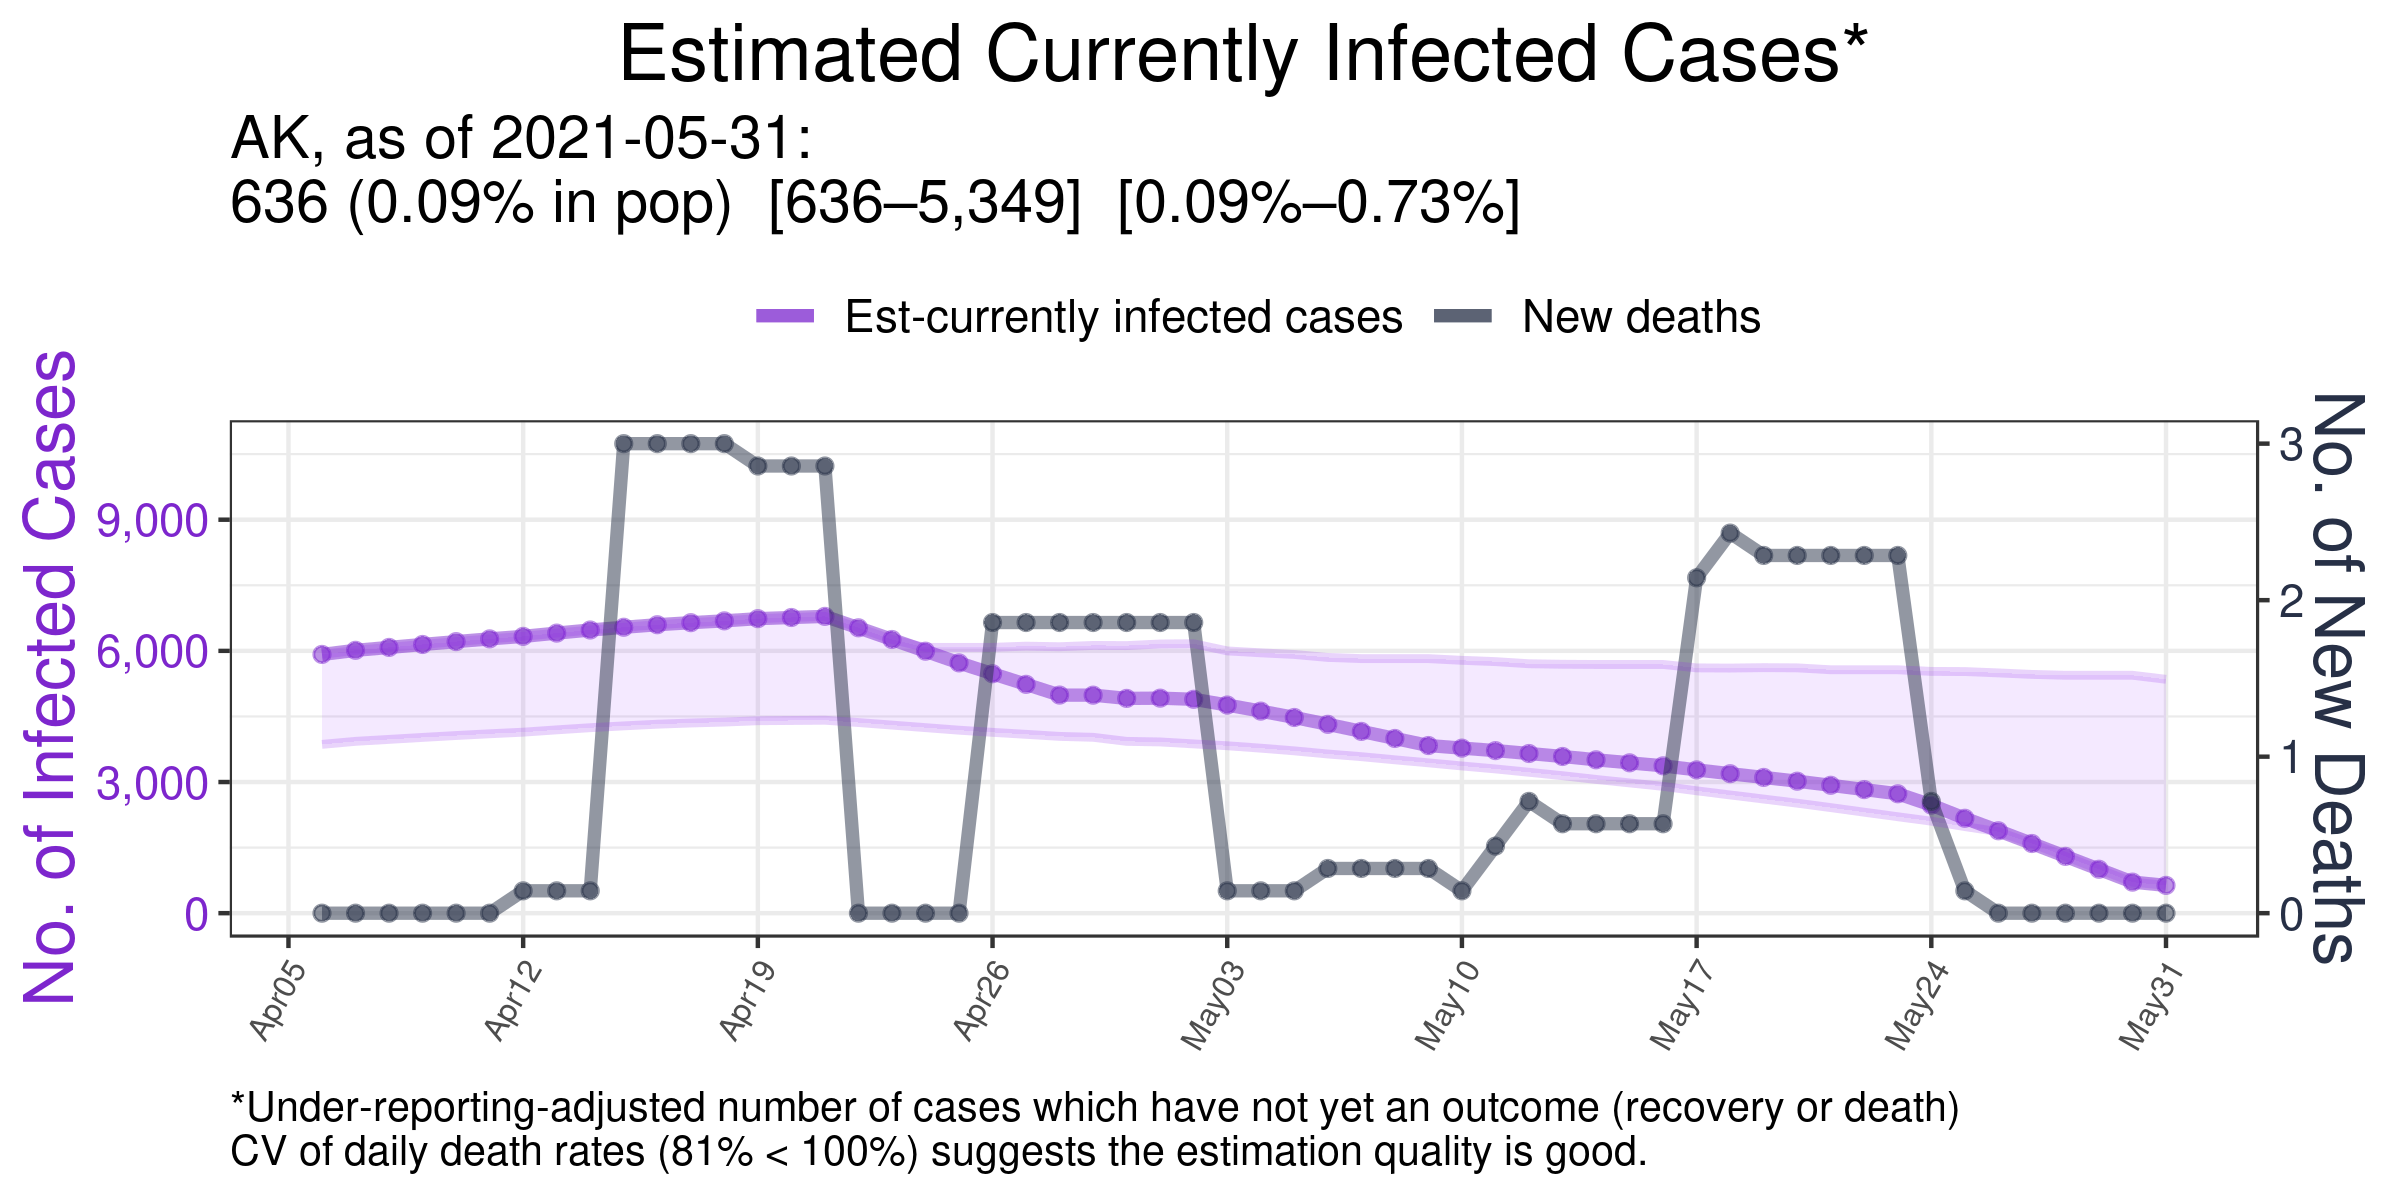 Estimated Currently Infected Cases*
AK, as of 2021-05-31:
636 (0.09% in pop)  [636–5,349]  [0.09%–0.73%]
Est-currently infected cases
New deaths
No. of Infected Cases
9,000
6,000
3,000
0
3
2
1
0
No. of New Deaths
Apr05
Apr12
Apr19
Apr26
May03
May10
May17
May24
May31
*Under-reporting-adjusted number of cases which have not yet an outcome (recovery or death)
CV of daily death rates (81% < 100%) suggests the estimation quality is good.